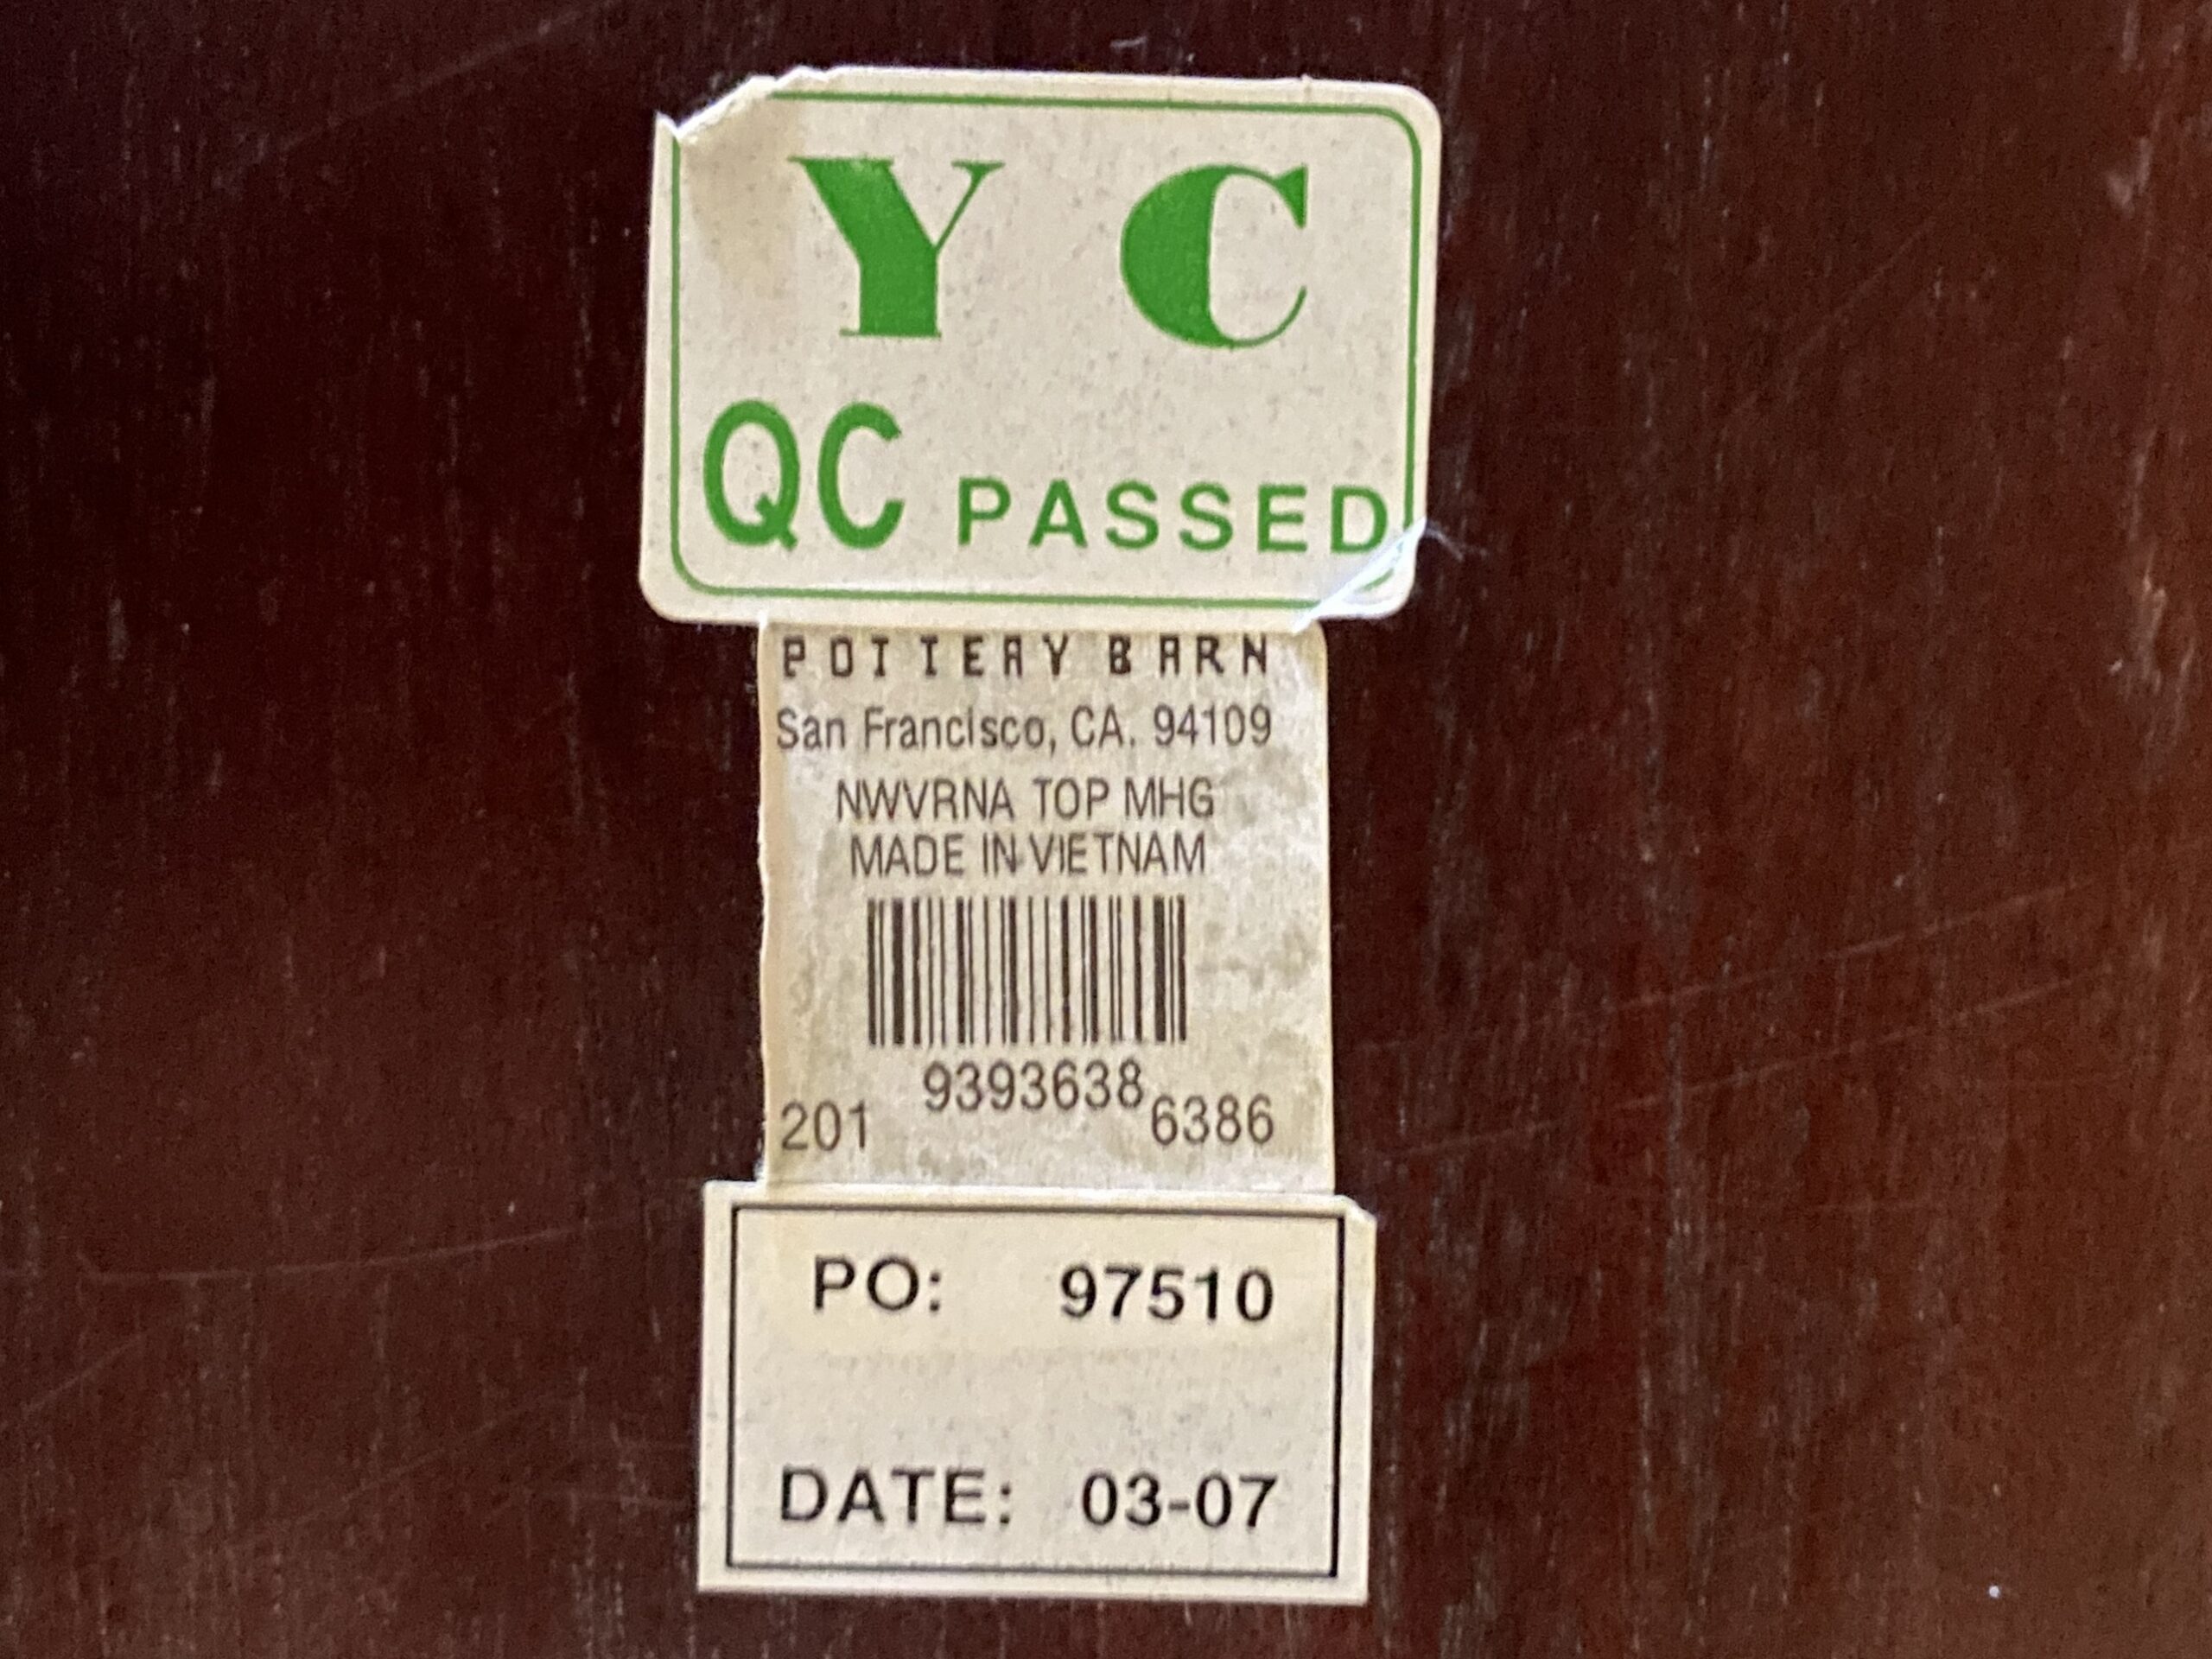 Y C
QC PASSED
POTTERY BARN
San Francisco, CA. 94109
NWVRNA TOP MHG
MADE IN VIETNAM
9393638
201 6386
PO: 97510
DATE: 03-07